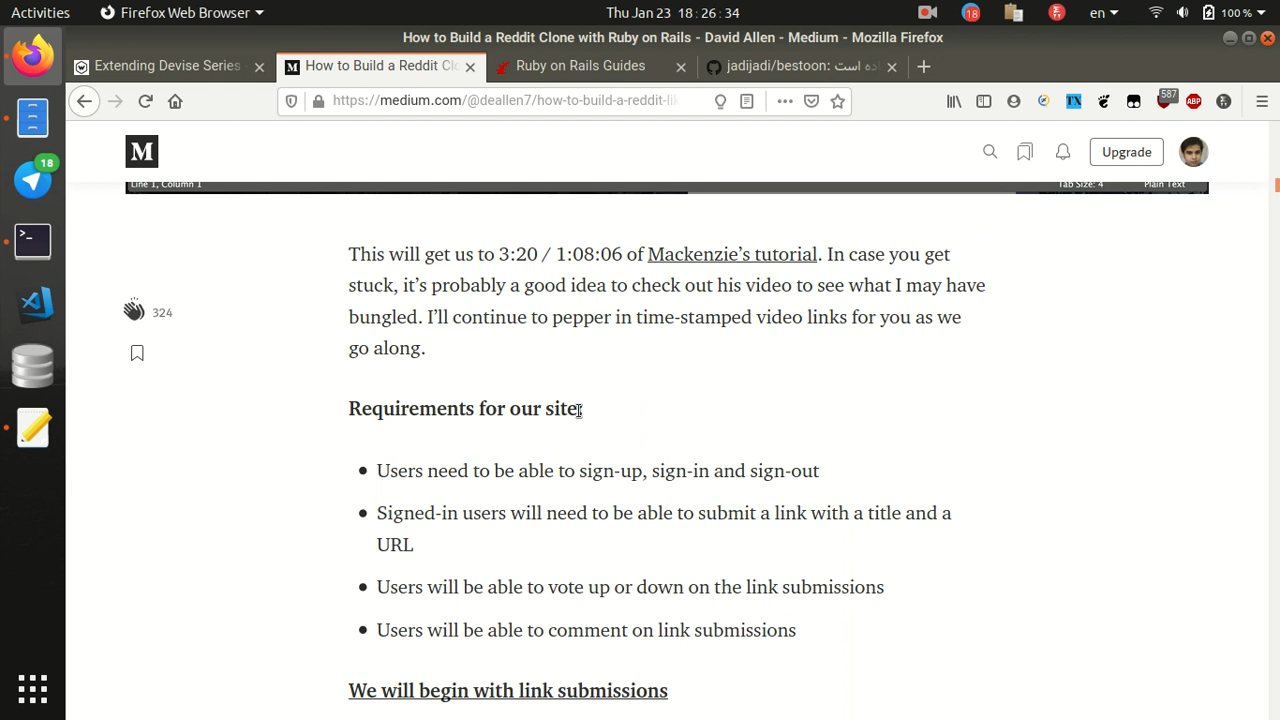 Activities Firefox Web Browser Thu Jan 23 18:26:34 18 en 100 %
How to Build a Reddit Clone with Ruby on Rails - David Allen - Medium - Mozilla Firefox
Extending Devise Series - M How to Build a Reddit Cl Ruby on Rails Guides jadijadi/bestoon: ده است
https://medium.com/@deallen7/how-to-build-a-reddit-li 587 TX ABP
M Upgrade
Line 1, Column 1 Tab Size: 4 Plain Text
18
This will get us to 3:20 / 1:08:06 of Mackenzie's tutorial. In case you get
stuck, it's probably a good idea to check out his video to see what I may have
bungled. I'll continue to pepper in time-stamped video links for you as we
go along.
324
Requirements for our site
• Users need to be able to sign-up, sign-in and sign-out
• Signed-in users will need to be able to submit a link with a title and a
URL
• Users will be able to vote up or down on the link submissions
• Users will be able to comment on link submissions
We will begin with link submissions